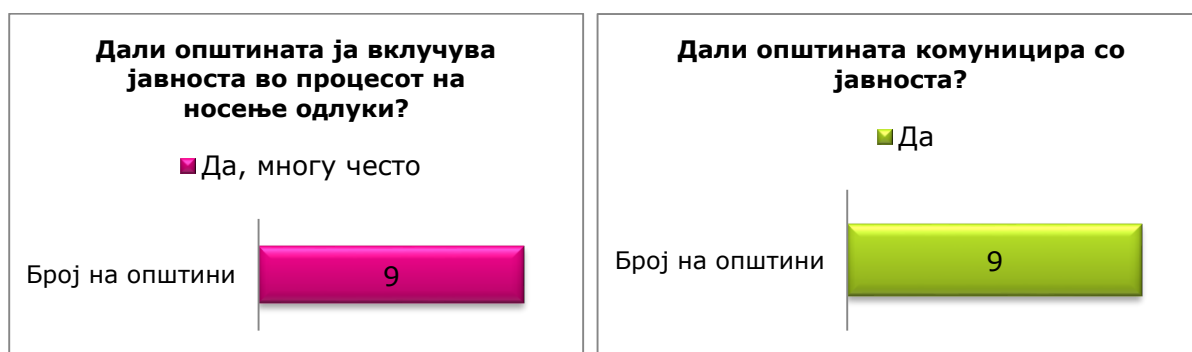 Дали општината ја вклучува
јавноста во процесот на
носење одлуки?
Да, многу често
Број на општини
9
Дали општината комуницира со
јавноста?
Да
Број на општини
9